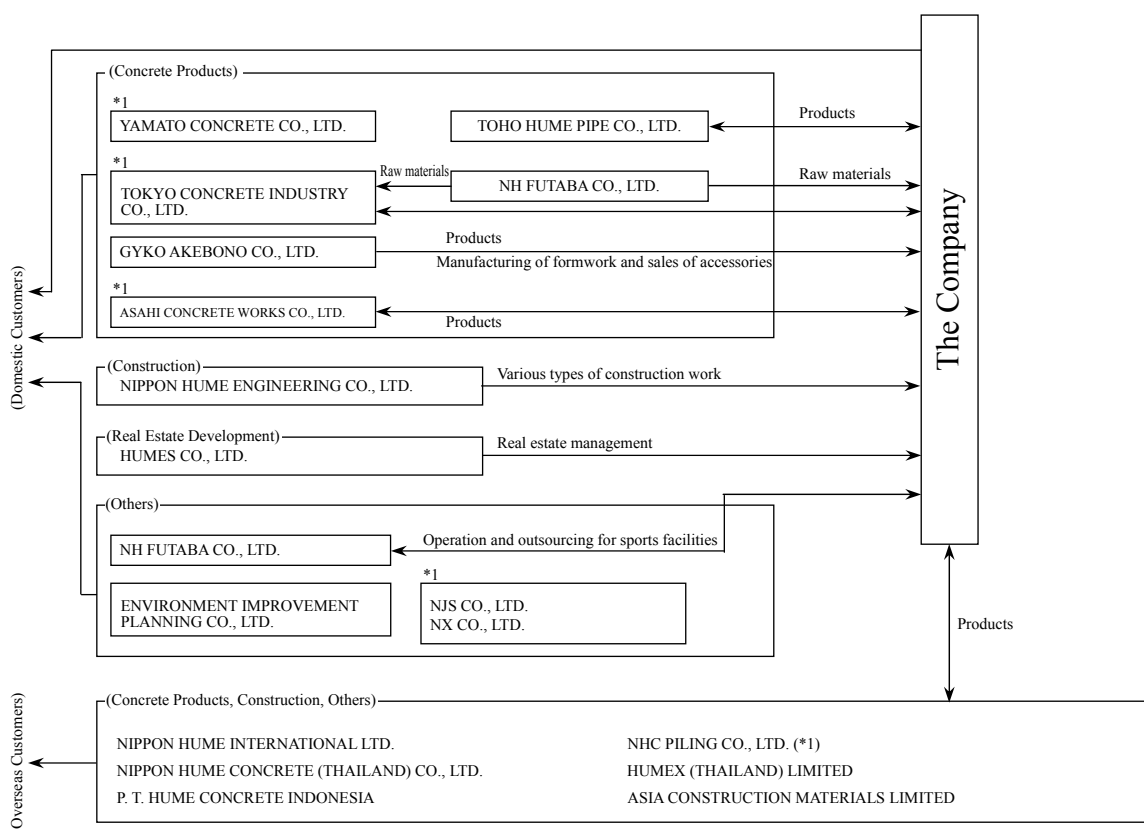 The Company
(Concrete Products)
*1
YAMATO CONCRETE CO., LTD.
TOHO HUME PIPE CO., LTD.
Products
*1
TOKYO CONCRETE INDUSTRY
CO., LTD.
Raw materials
NH FUTABA CO., LTD.
Raw materials
GYKO AKEBONO CO., LTD.
Products
Manufacturing of formwork and sales of accessories
*1
ASAHI CONCRETE WORKS CO., LTD.
Products
(Domestic Customers)
(Construction)
NIPPON HUME ENGINEERING CO., LTD.
Various types of construction work
(Real Estate Development)
HUMES CO., LTD.
Real estate management
(Others)
NH FUTABA CO., LTD.
Operation and outsourcing for sports facilities
ENVIRONMENT IMPROVEMENT
PLANNING CO., LTD.
*1
NJS CO., LTD.
NX CO., LTD.
Products
Overseas Customers)
(Concrete Products, Construction, Others)
NIPPON HUME INTERNATIONAL LTD.
NHC PILING CO., LTD. (*1)
NIPPON HUME CONCRETE (THAILAND) CO., LTD.
HUMEX (THAILAND) LIMITED
P. T. HUME CONCRETE INDONESIA
ASIA CONSTRUCTION MATERIALS LIMITED